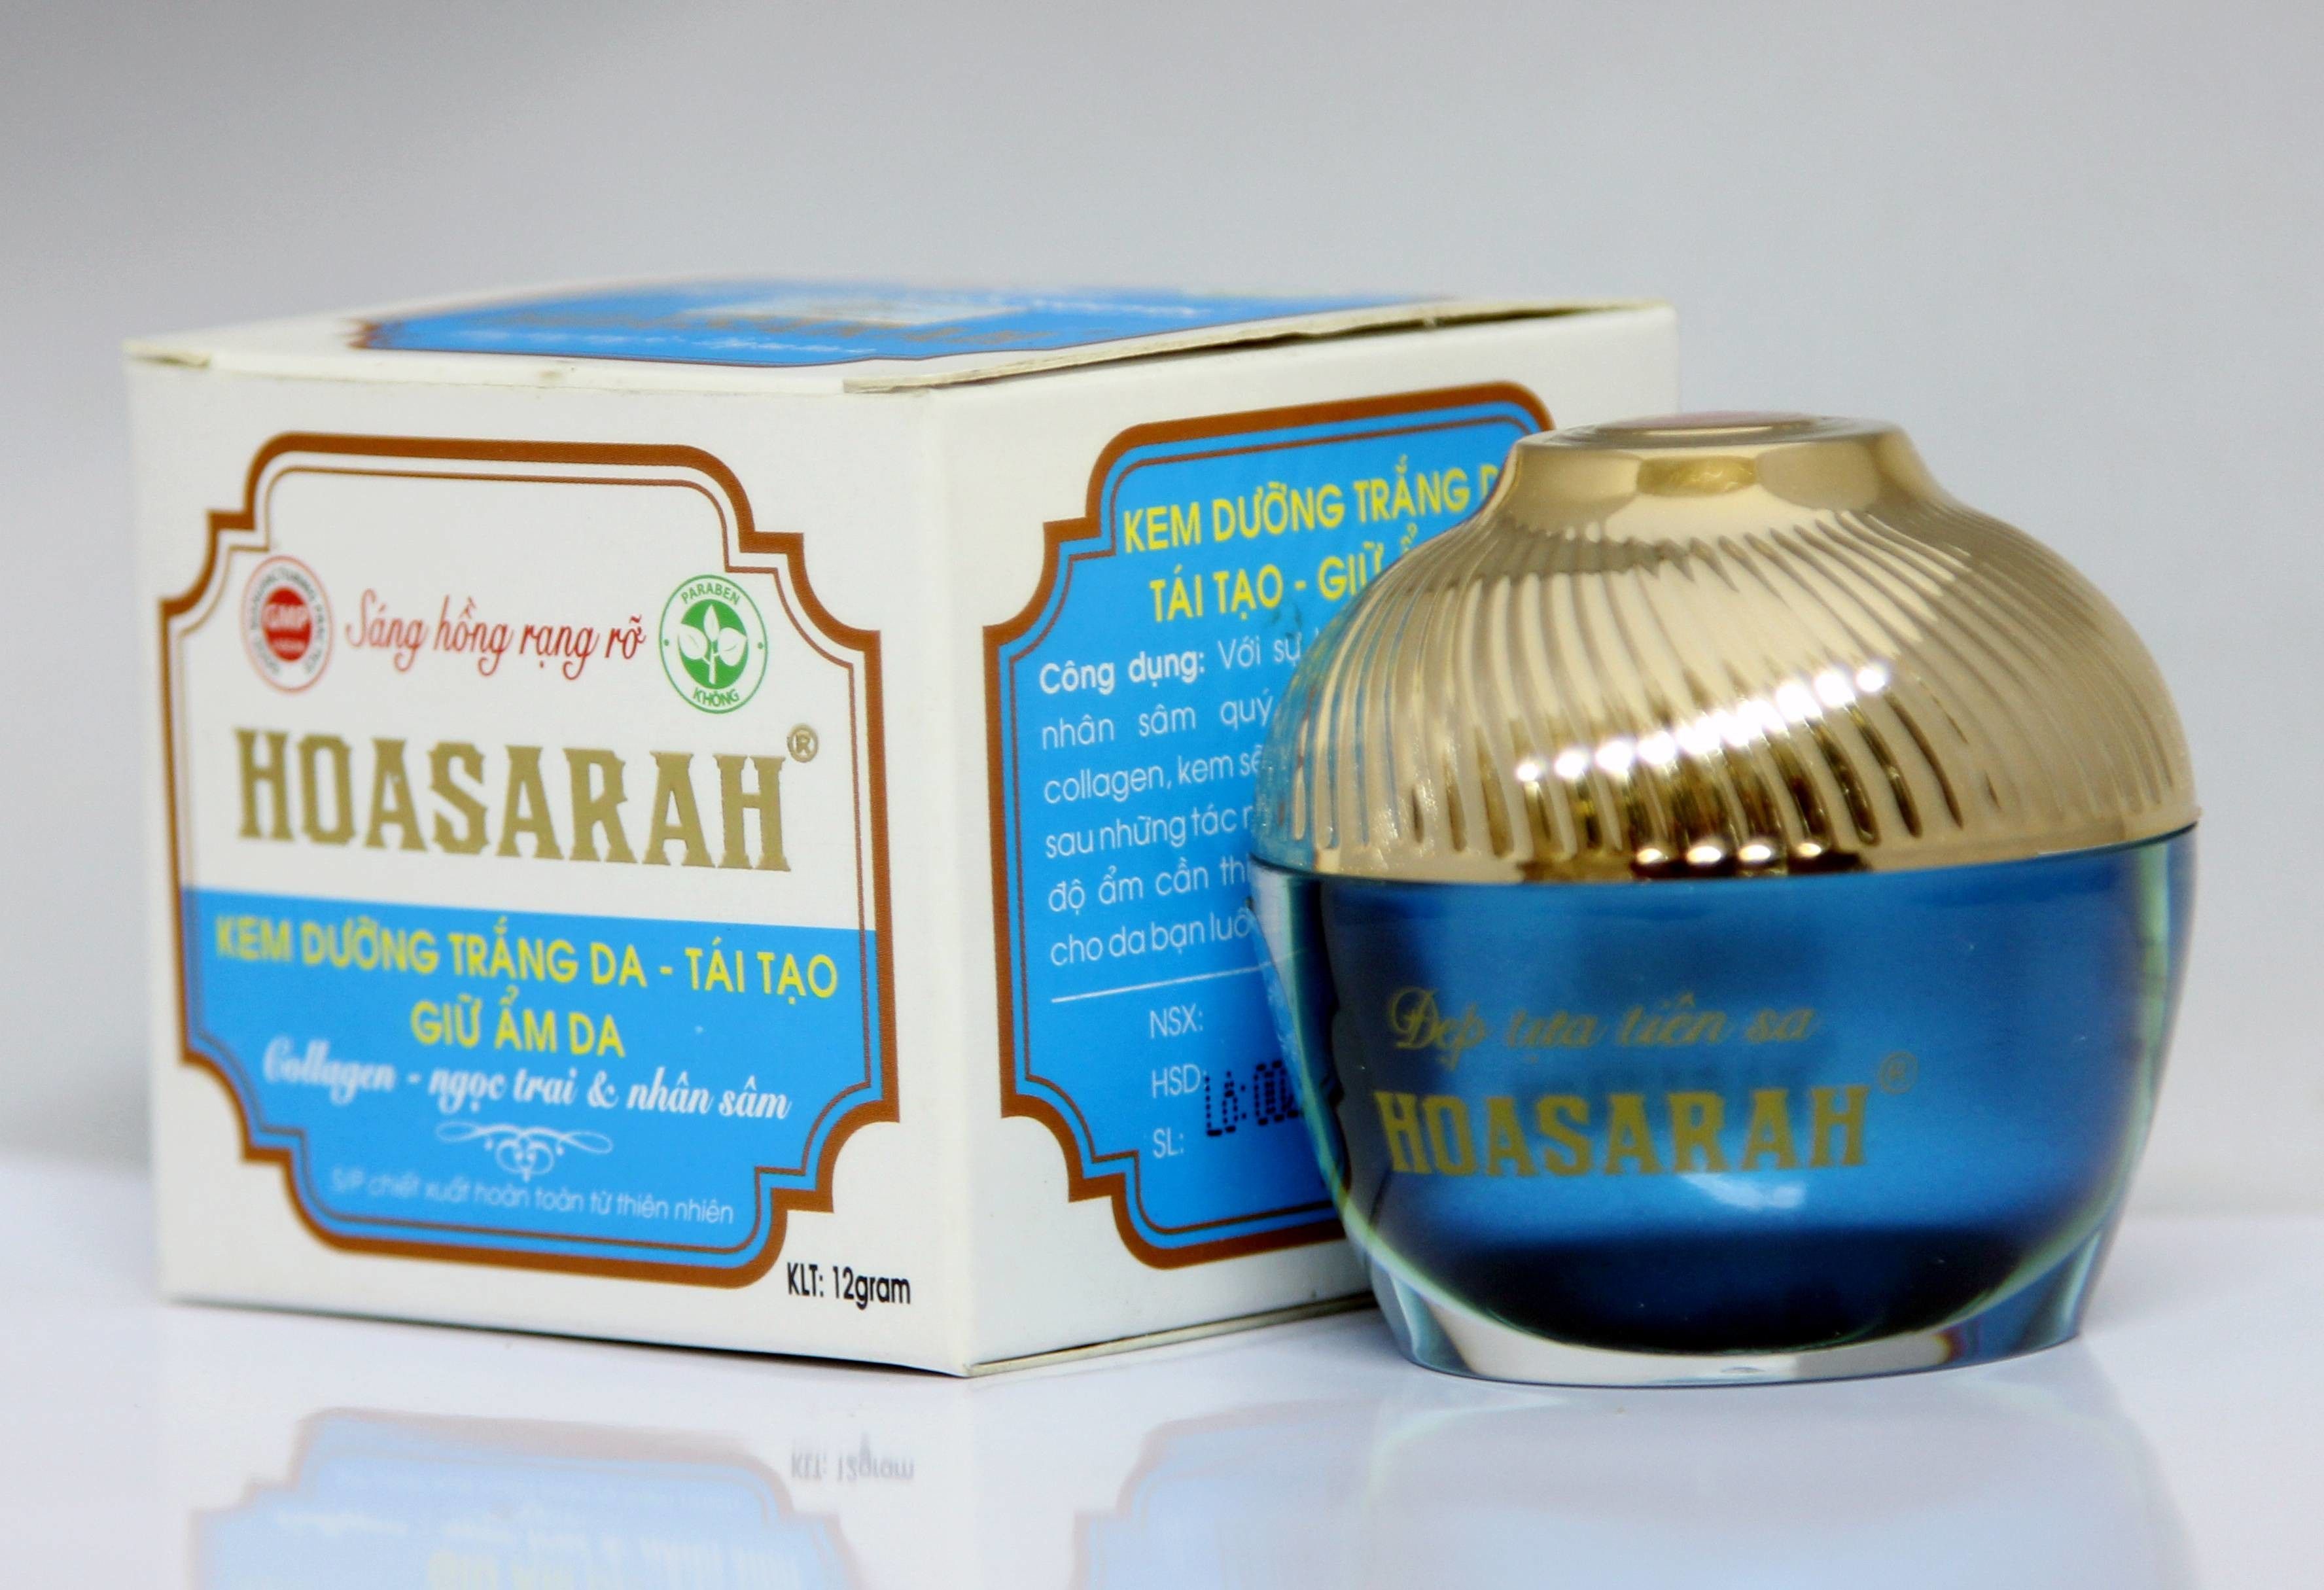 GMP
Sáng hồng rạng rỡ
PARABEN
KHÔNG
HOASARAH®
KEM DƯỠNG TRẮNG DA - TÁI TẠO
GIỮ ẨM DA
Collagen - ngọc trai & nhân sâm
S/P chiết xuất hoàn toàn từ thiên nhiên
KLT: 12gram
KEM DƯỠNG TRẮNG
TÁI TẠO - GIỮ
Công dụng: Với sự
nhân sâm quý
collagen, kem sẽ
sau những tác
độ ẩm cần
cho da bạn
NSX:
HSD:
SL:
Đẹp tựa tiên sa
HOASARAH®